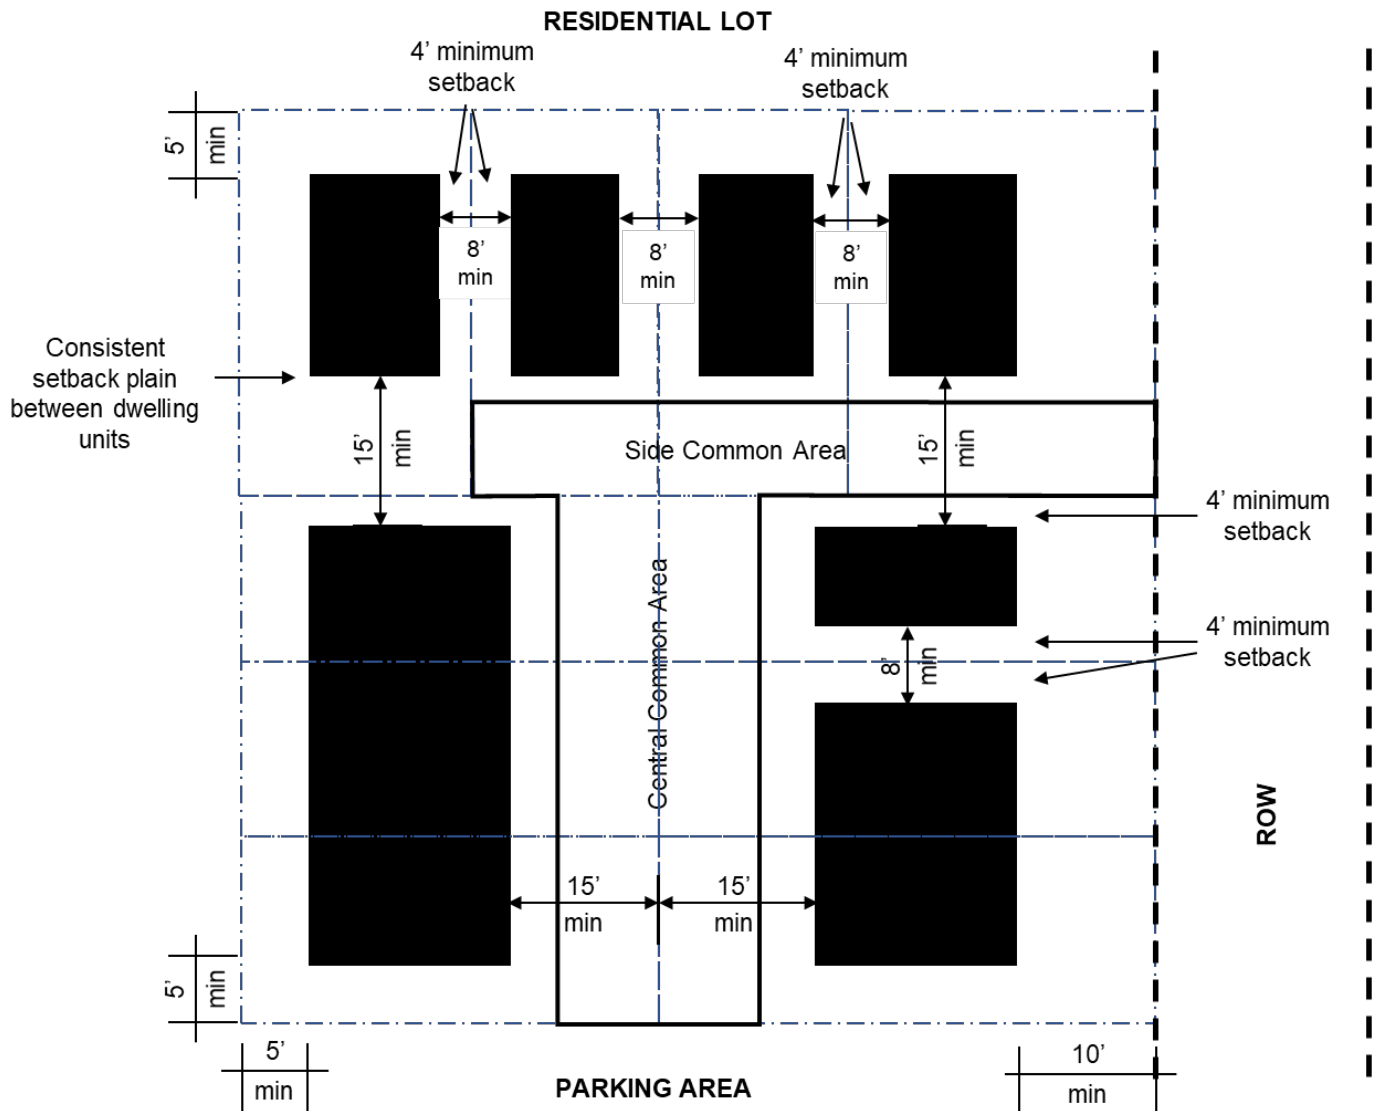 RESIDENTIAL LOT
4’ minimum
setback
4’ minimum
setback
5’
min
8’
min
8’
min
8’
min
Consistent
setback plain
between dwelling
units
15’
min
Side Common Area
15’
min
4’ minimum
setback
Central Common Area
8’
min
4’ minimum
setback
ROW
15’
min
15’
min
5’
min
5’
min
PARKING AREA
10’
min